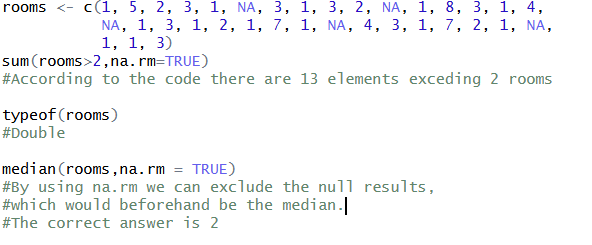 rooms <- c(1, 5, 2, 3, 1, NA, 3, 1, 3, 2, NA, 1, 8, 3, 1, 4,
NA, 1, 3, 1, 2, 1, 7, 1, NA, 4, 3, 1, 7, 2, 1, NA,
1, 1, 3)
sum(rooms>2,na.rm=TRUE)
#According to the code there are 13 elements exceding 2 rooms
typeof(rooms)
#Double
median(rooms,na.rm = TRUE)
#By using na.rm we can exclude the null results,
#which would beforehand be the median.
#The correct answer is 2